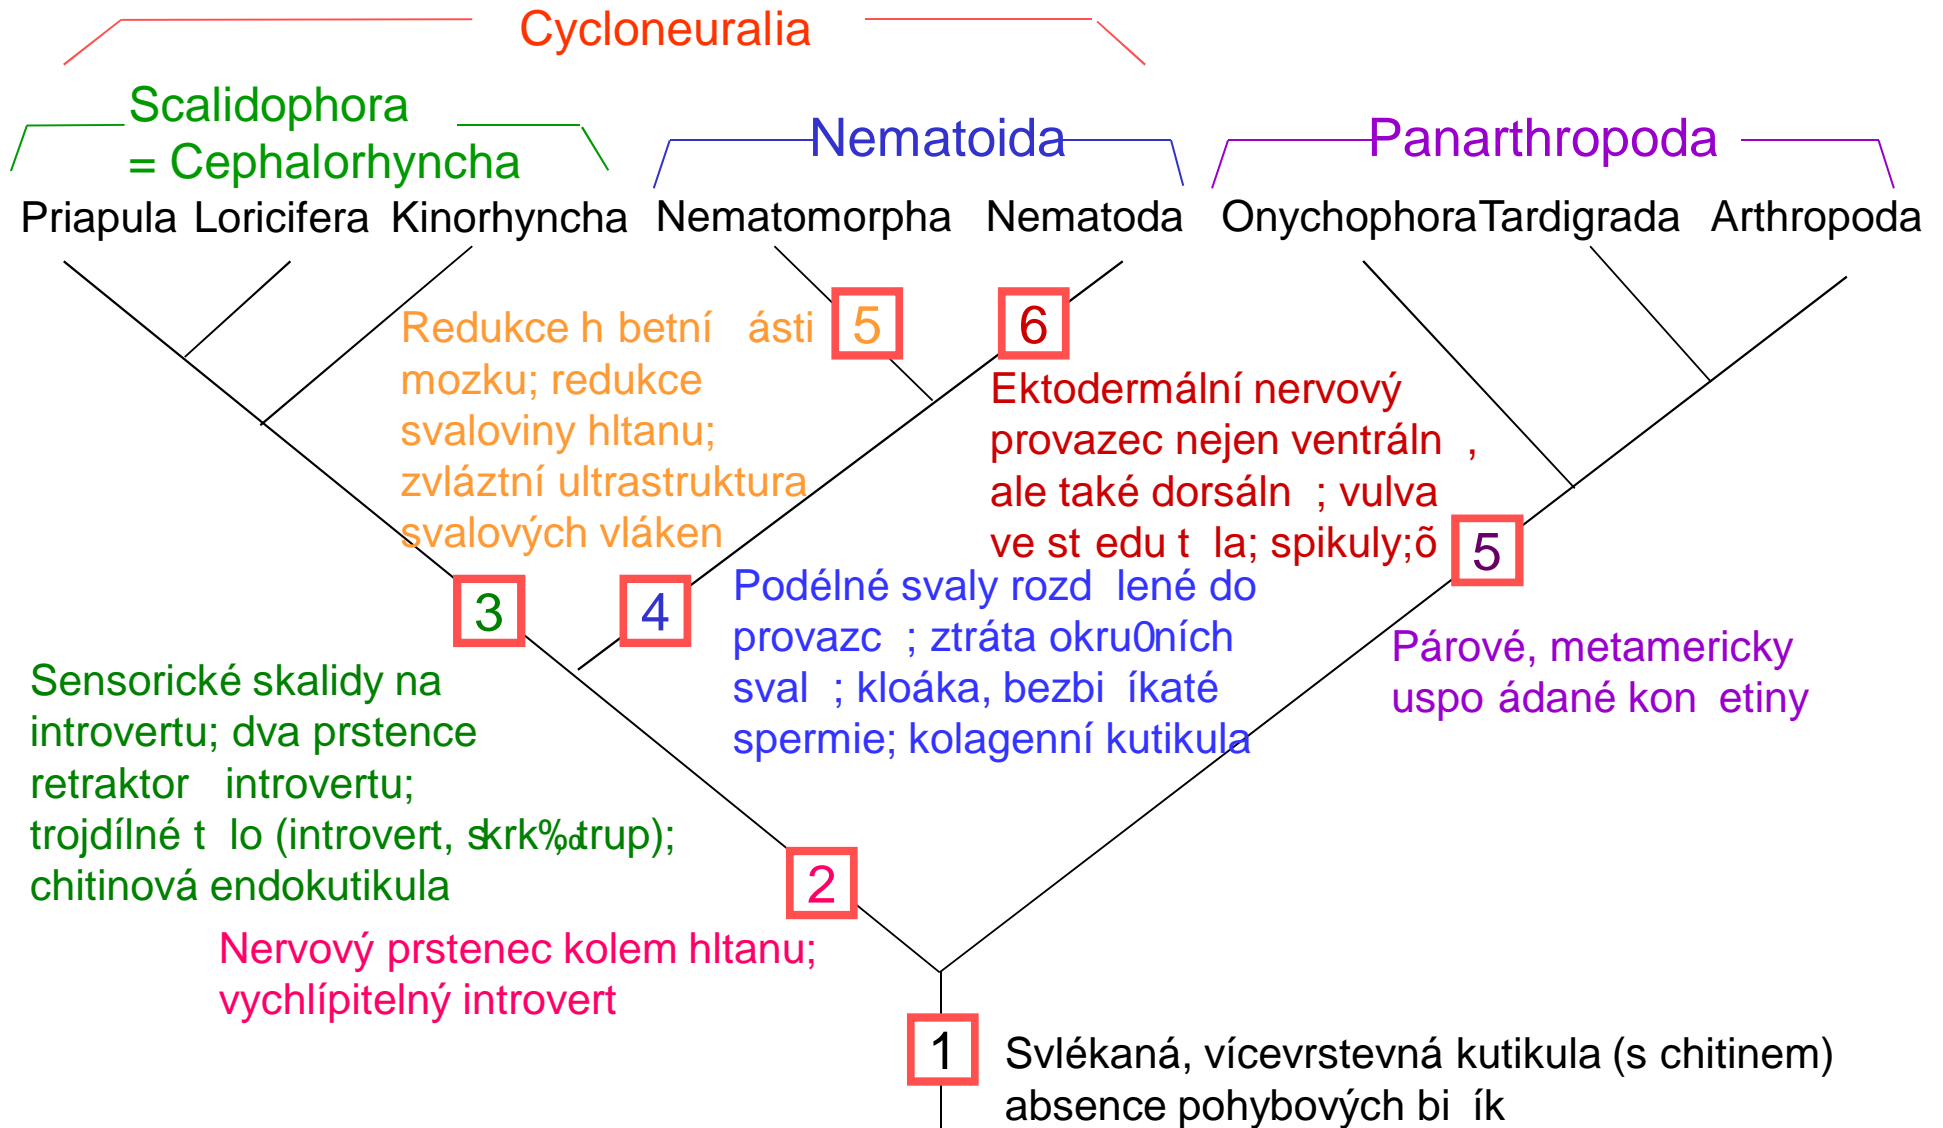 Cycloneuralia
Scalidophora
= Cephalorhyncha
Nematoida
Panarthropoda
Priapula Loricifera Kinorhyncha Nematomorpha Nematoda Onychophora Tardigrada Arthropoda
Redukce h betní ásti
mozku; redukce
svaloviny hltanu;
zvláztní ultrastruktura
svalových vláken
5
6
Ektodermální nervový
provazec nejen ventráln ,
ale také dorsáln ; vulva
ve st edu t la; spikuly;õ
5
3
4
Podélné svaly rozd lené do
provazc ; ztráta okru0ních
sval ; kloáka, bezbi íkaté
spermie; kolagenní kutikula
Párové, metamericky
uspo ádané kon etiny
Sensorické skalidy na
introvertu; dva prstence
retraktor introvertu;
trojdílné t lo (introvert, trup);
chitinová endokutikula
2
Nervový prstenec kolem hltanu;
vychlípitelný introvert
1
Svlékaná, vícevrstevná kutikula (s chitinem)
absence pohybových bi ík